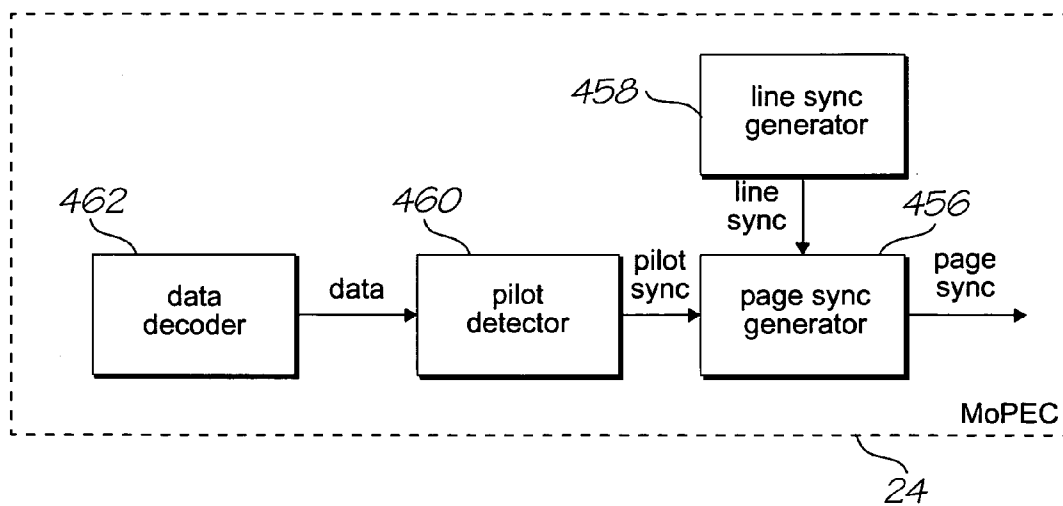 458
line sync
generator
line
sync
462
460
456
data
decoder
data
pilot
detector
pilot
sync
page sync
generator
page
sync
MoPEC
24